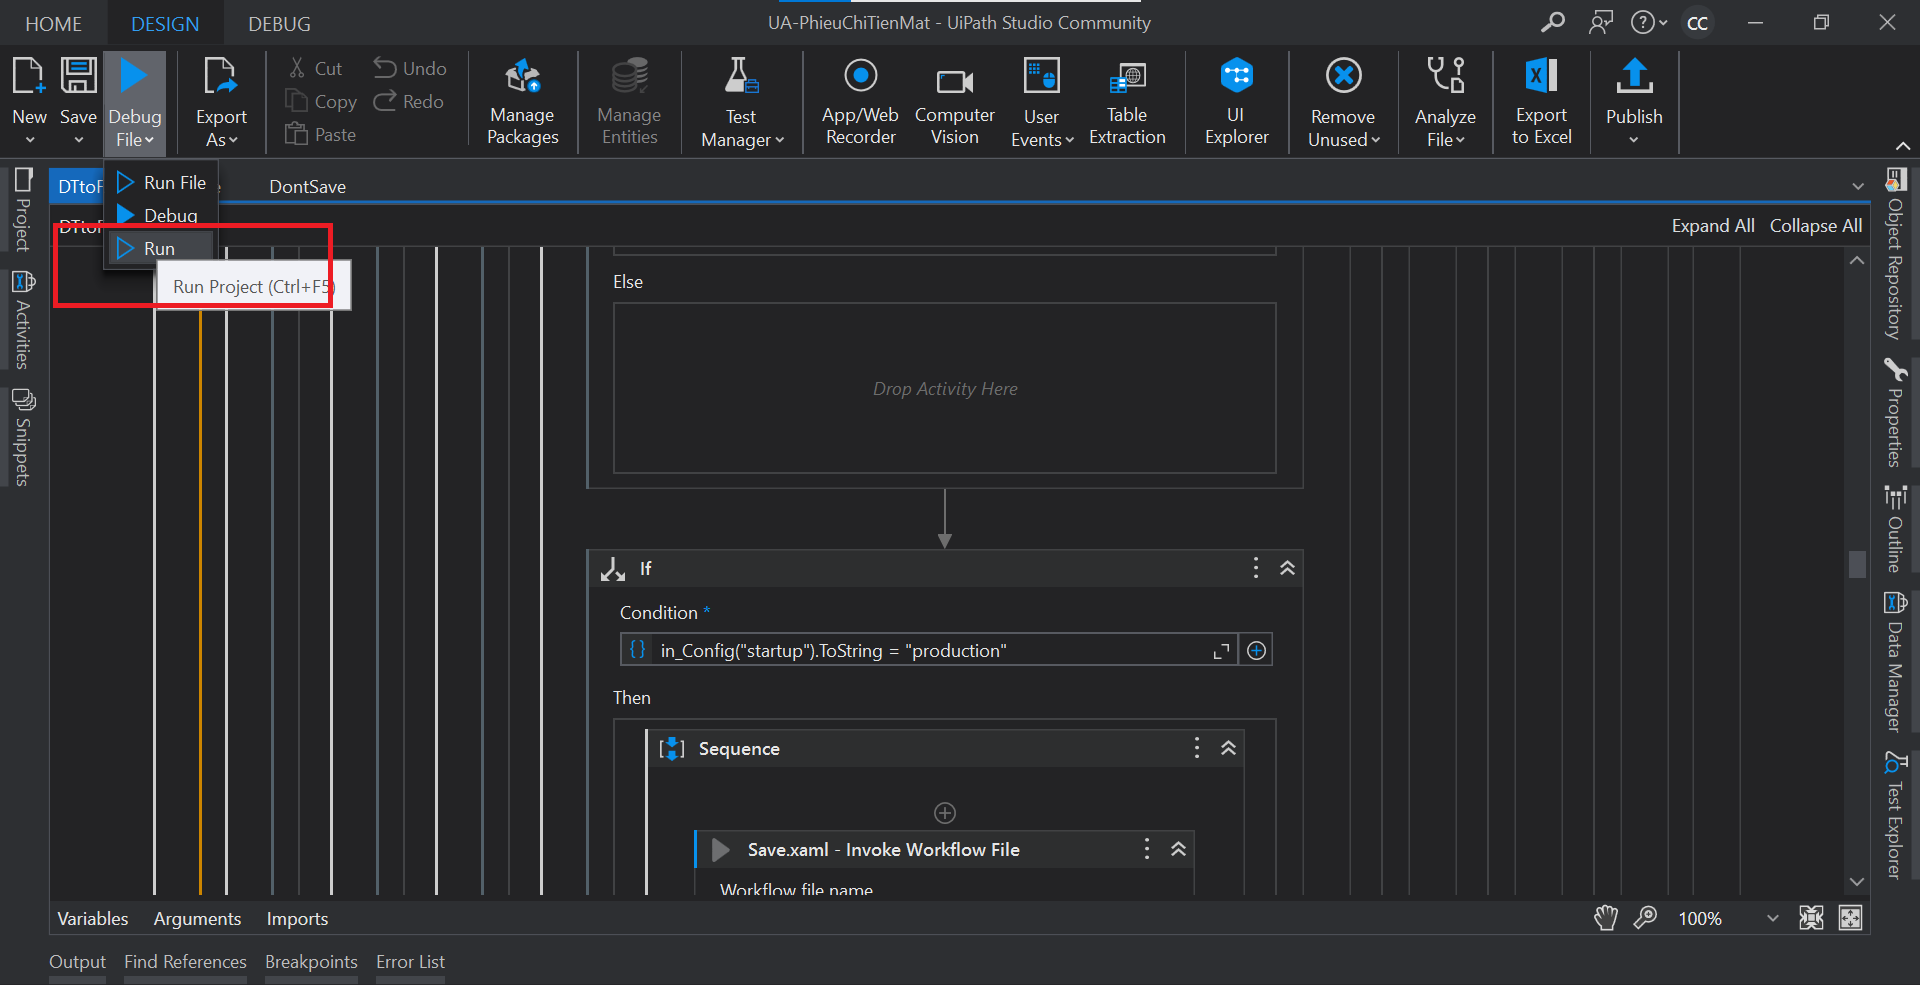 HOME DESIGN DEBUG
UA-PhieuChiTienMat - UiPath Studio Community
CC
New
Save
Debug
File
Export
As
Cut
Copy
Paste
Undo
Redo
Manage
Packages
Manage
Entities
Test
Manager
App/Web
Recorder
Computer
Vision
User
Events
Table
Extraction
UI
Explorer
Remove
Unused
Analyze
File
Export
to Excel
Publish
Run File
Debug
Run
Run Project (Ctrl+F5)
DontSave
Expand All Collapse All
Project
Activities
Snippets
Else
Drop Activity Here
If
Condition *
in_Config("startup").ToString = "production"
Then
Sequence
Save.xaml - Invoke Workflow File
Workflow file name
Object Repository
Properties
Outline
Data Manager
Test Explorer
Variables Arguments Imports
100%
Output Find References Breakpoints Error List